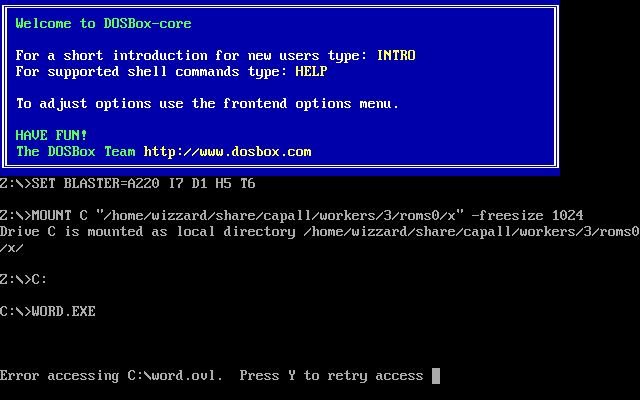 Welcome to DOSBox-core
For a short introduction for new users type: INTRO
For supported shell commands type: HELP
To adjust options use the frontend options menu.
HAVE FUN!
The DOSBox Team http://www.dosbox.com
Z:\>SET BLASTER=A220 I7 D1 H5 T6
Z:\>MOUNT C "/home/wizzard/share/capall/workers/3/roms0/x" -freesize 1024
Drive C is mounted as local directory /home/wizzard/share/capall/workers/3/roms0
/x/
Z:\>C:
C:\>WORD.EXE
Error accessing C:\word.ovl.  Press Y to retry access